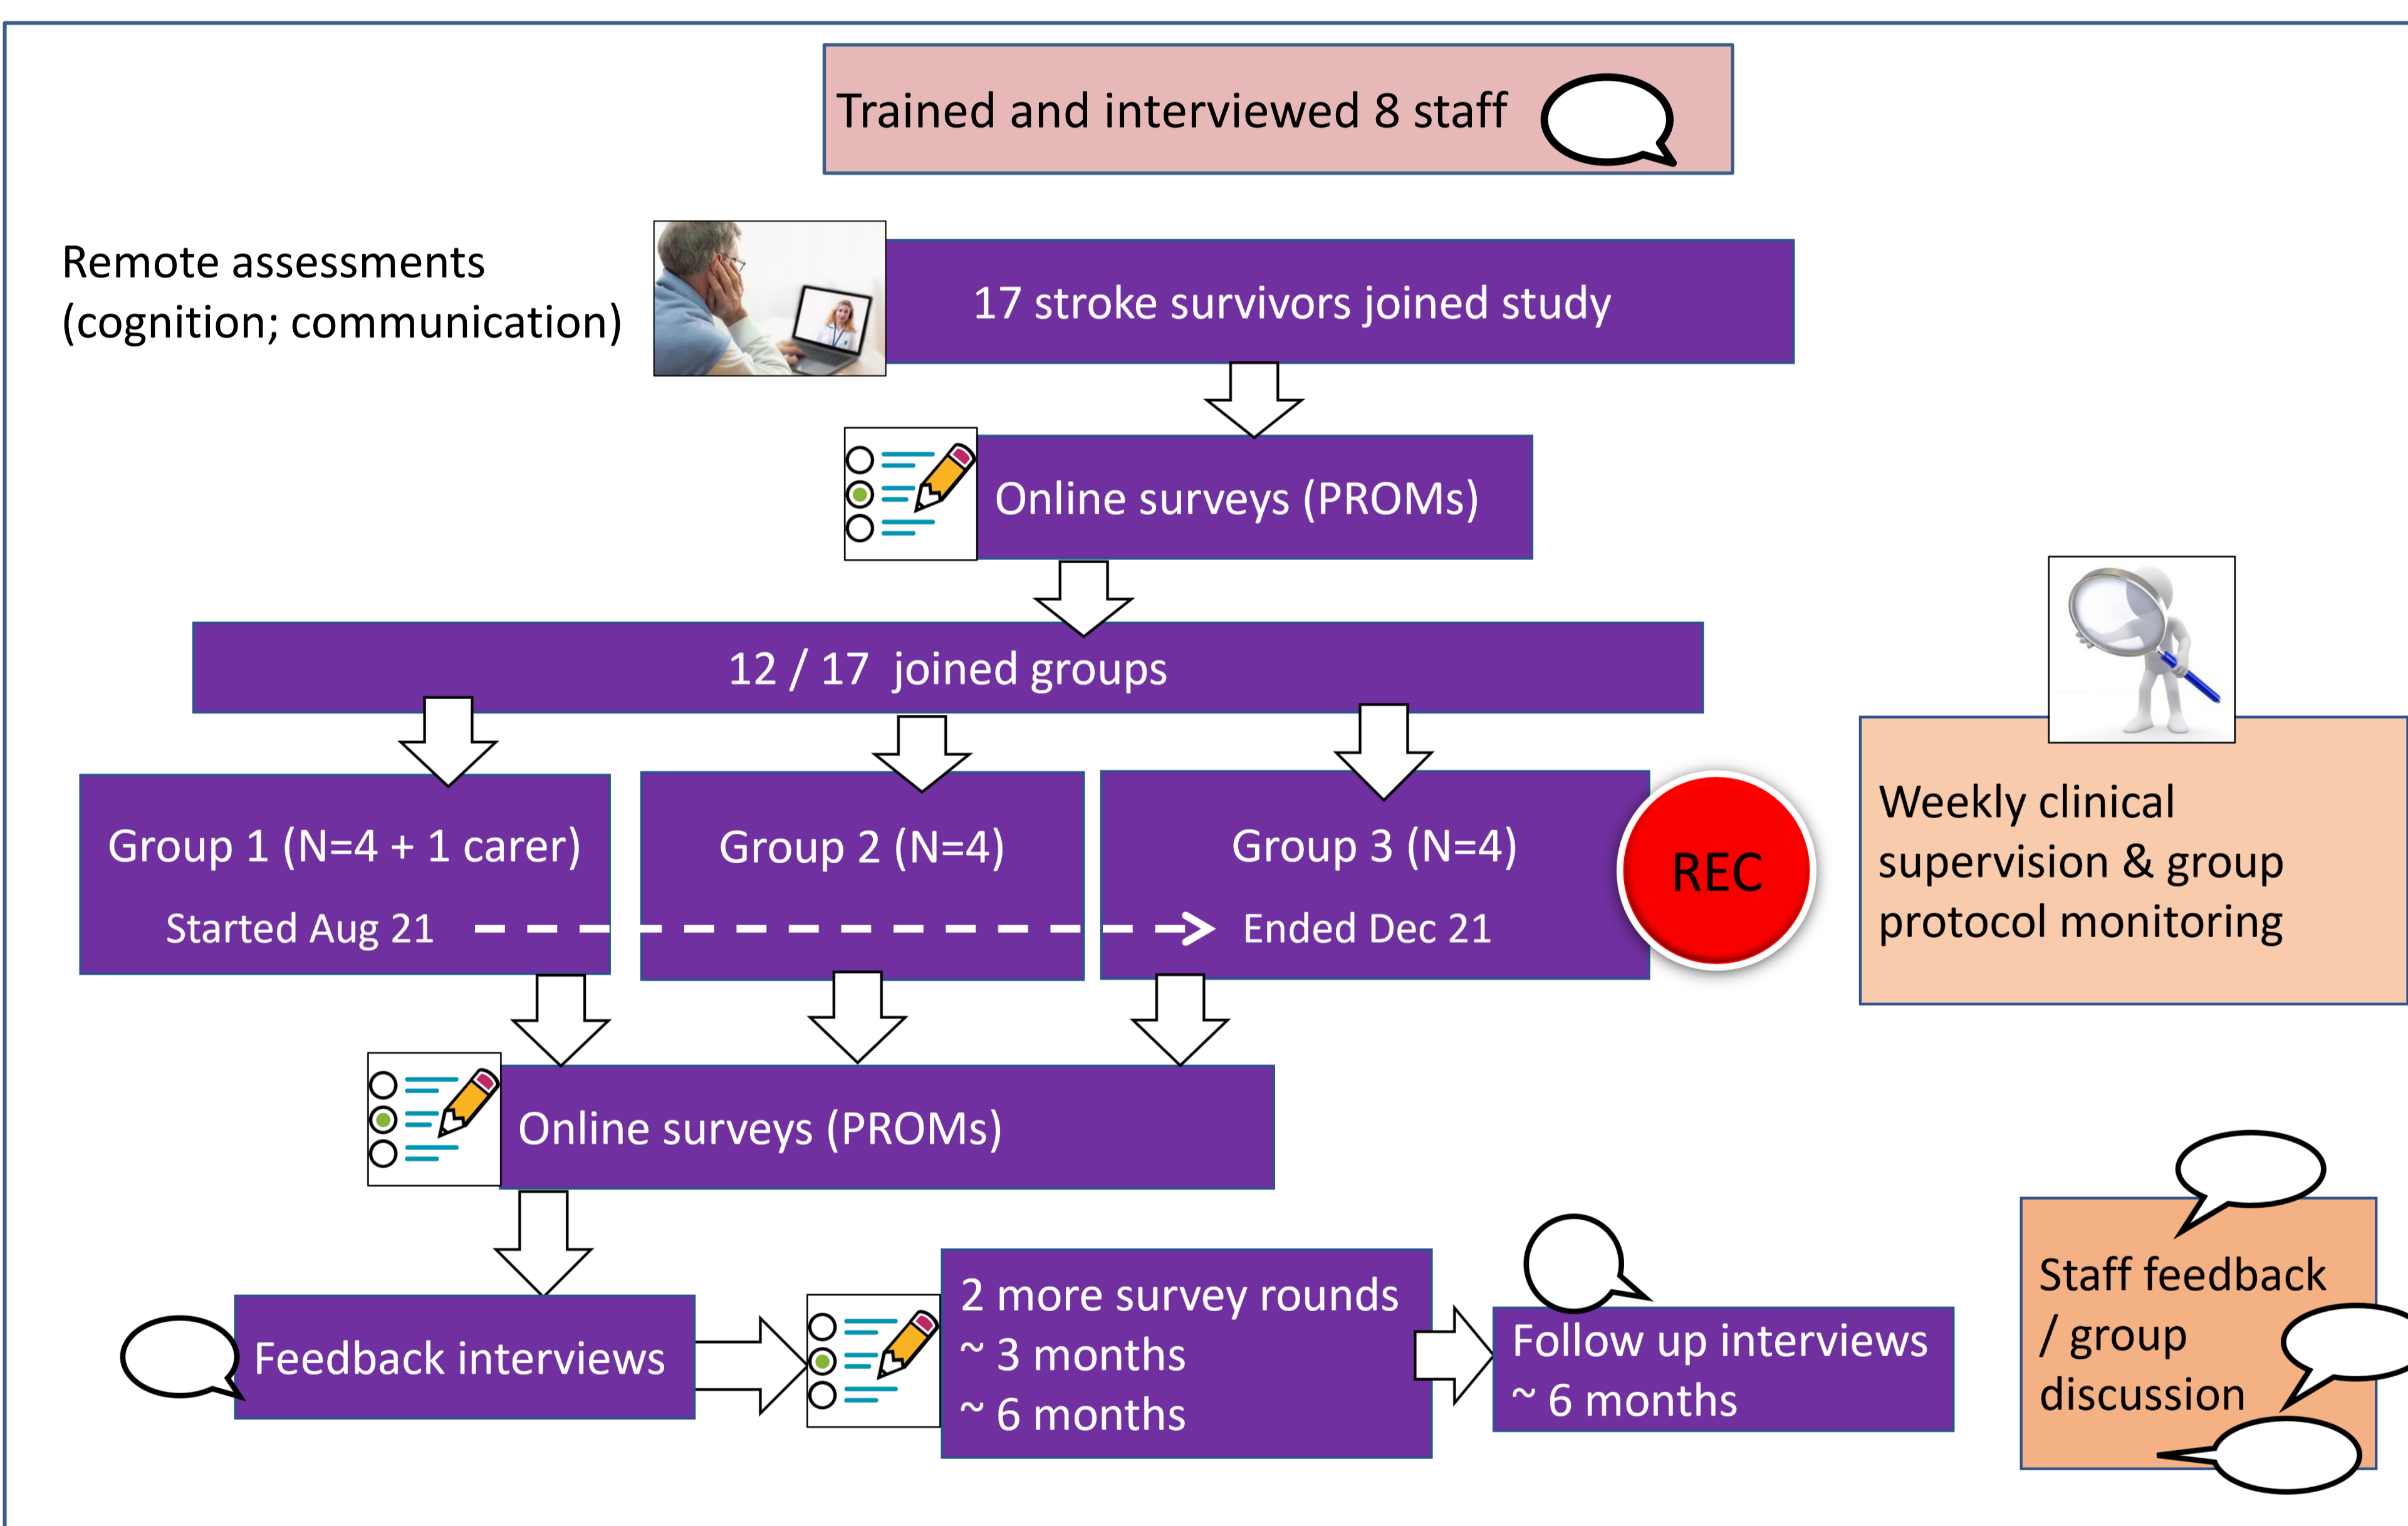 Trained and interviewed 8 staff
Remote assessments
(cognition; communication)
17 stroke survivors joined study
Online surveys (PROMs)
12 / 17 joined groups
Group 1 (N=4 + 1 carer)
Started Aug 21
Group 2 (N=4)
Group 3 (N=4)
Ended Dec 21
REC
Weekly clinical
supervision & group
protocol monitoring
Online surveys (PROMs)
Feedback interviews
2 more survey rounds
~ 3 months
~ 6 months
Follow up interviews
~ 6 months
Staff feedback
/ group
discussion